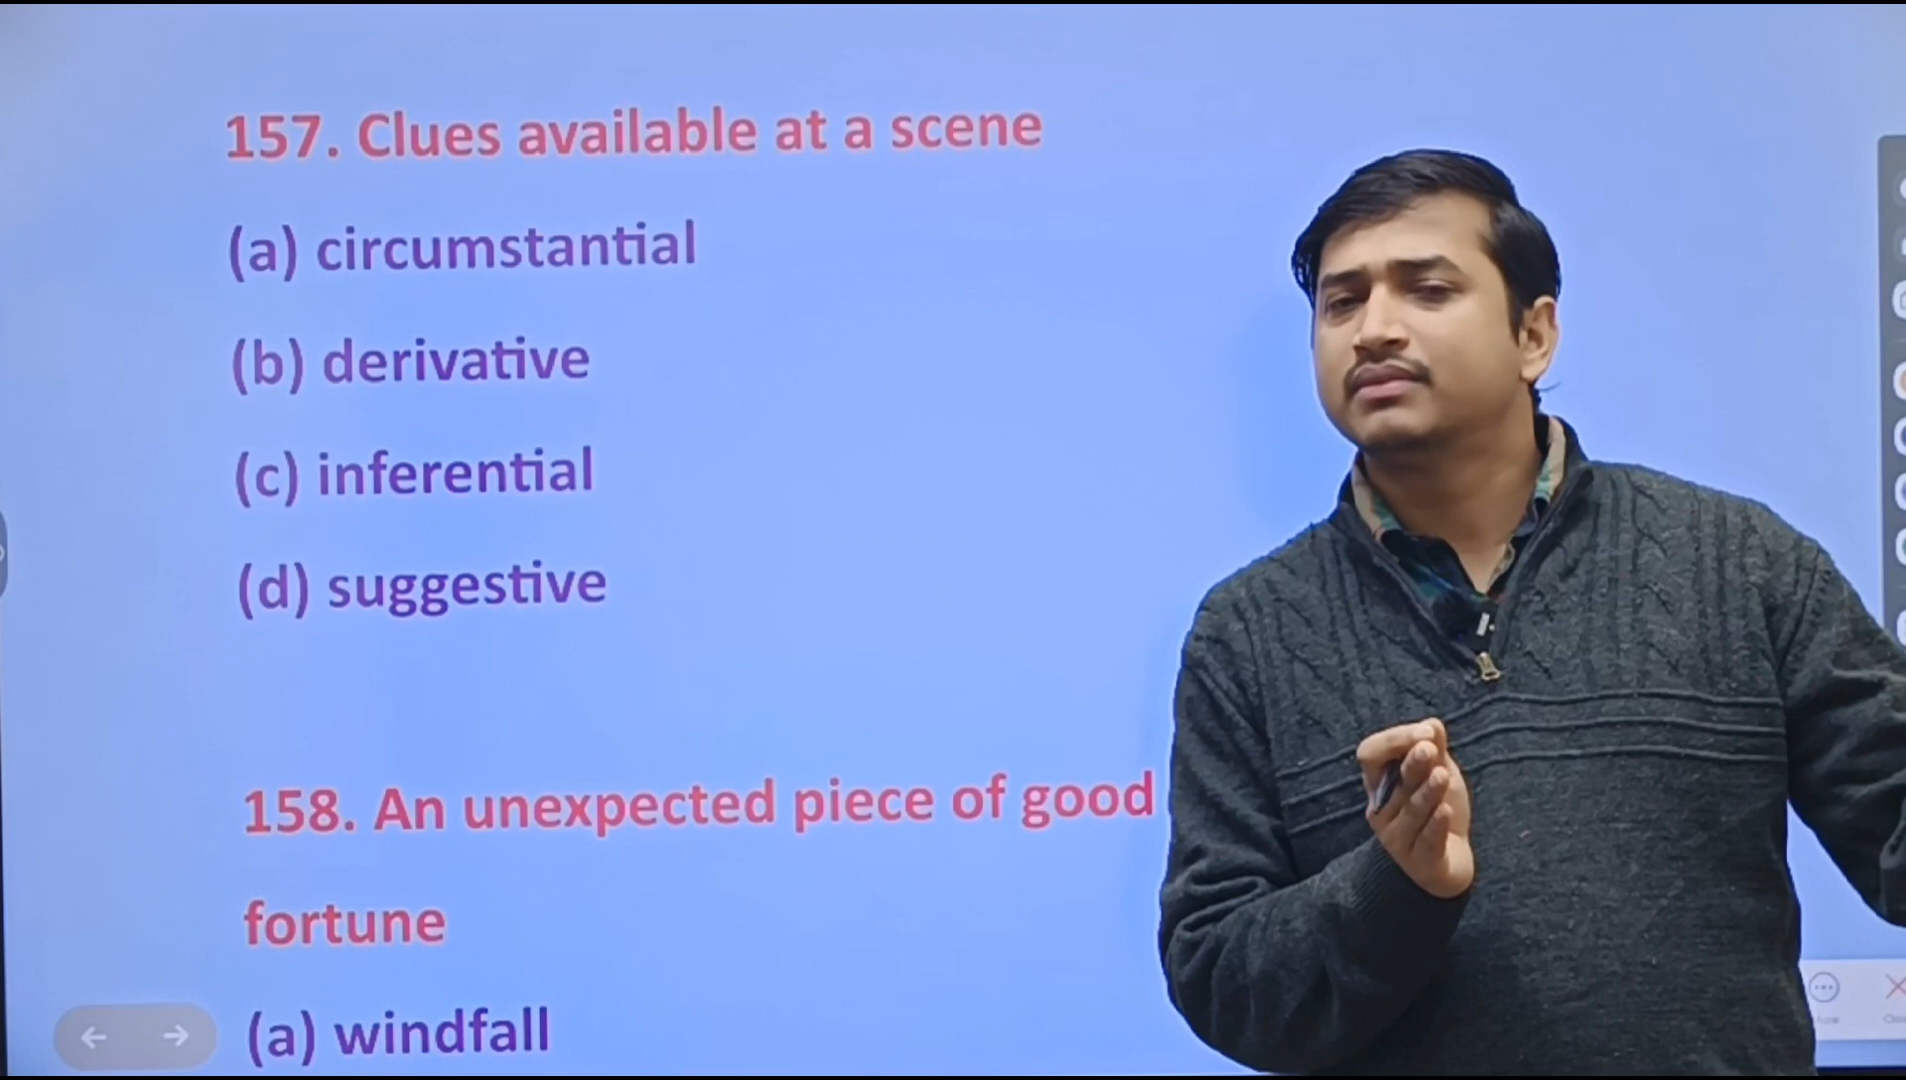 157. Clues available at a scene
(a) circumstantial
(b) derivative
(c) inferential
(d) suggestive
158. An unexpected piece of good
fortune
(a) windfall